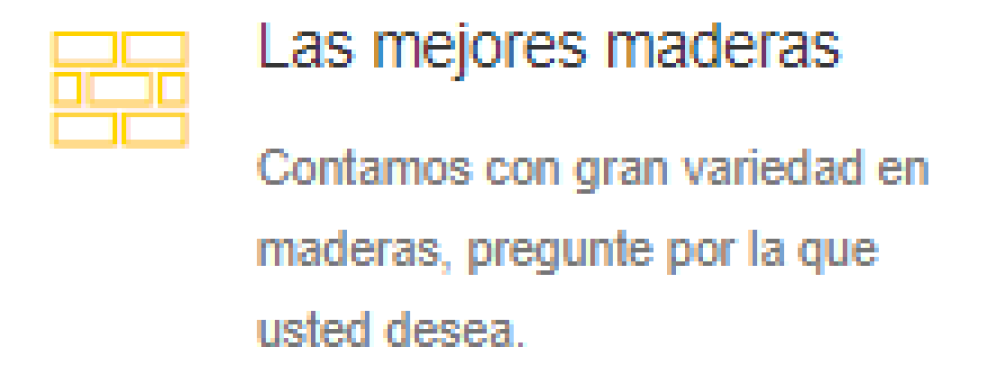 Las mejores maderas
Contamos con gran variedad en
maderas, pregunte por la que
usted desea.